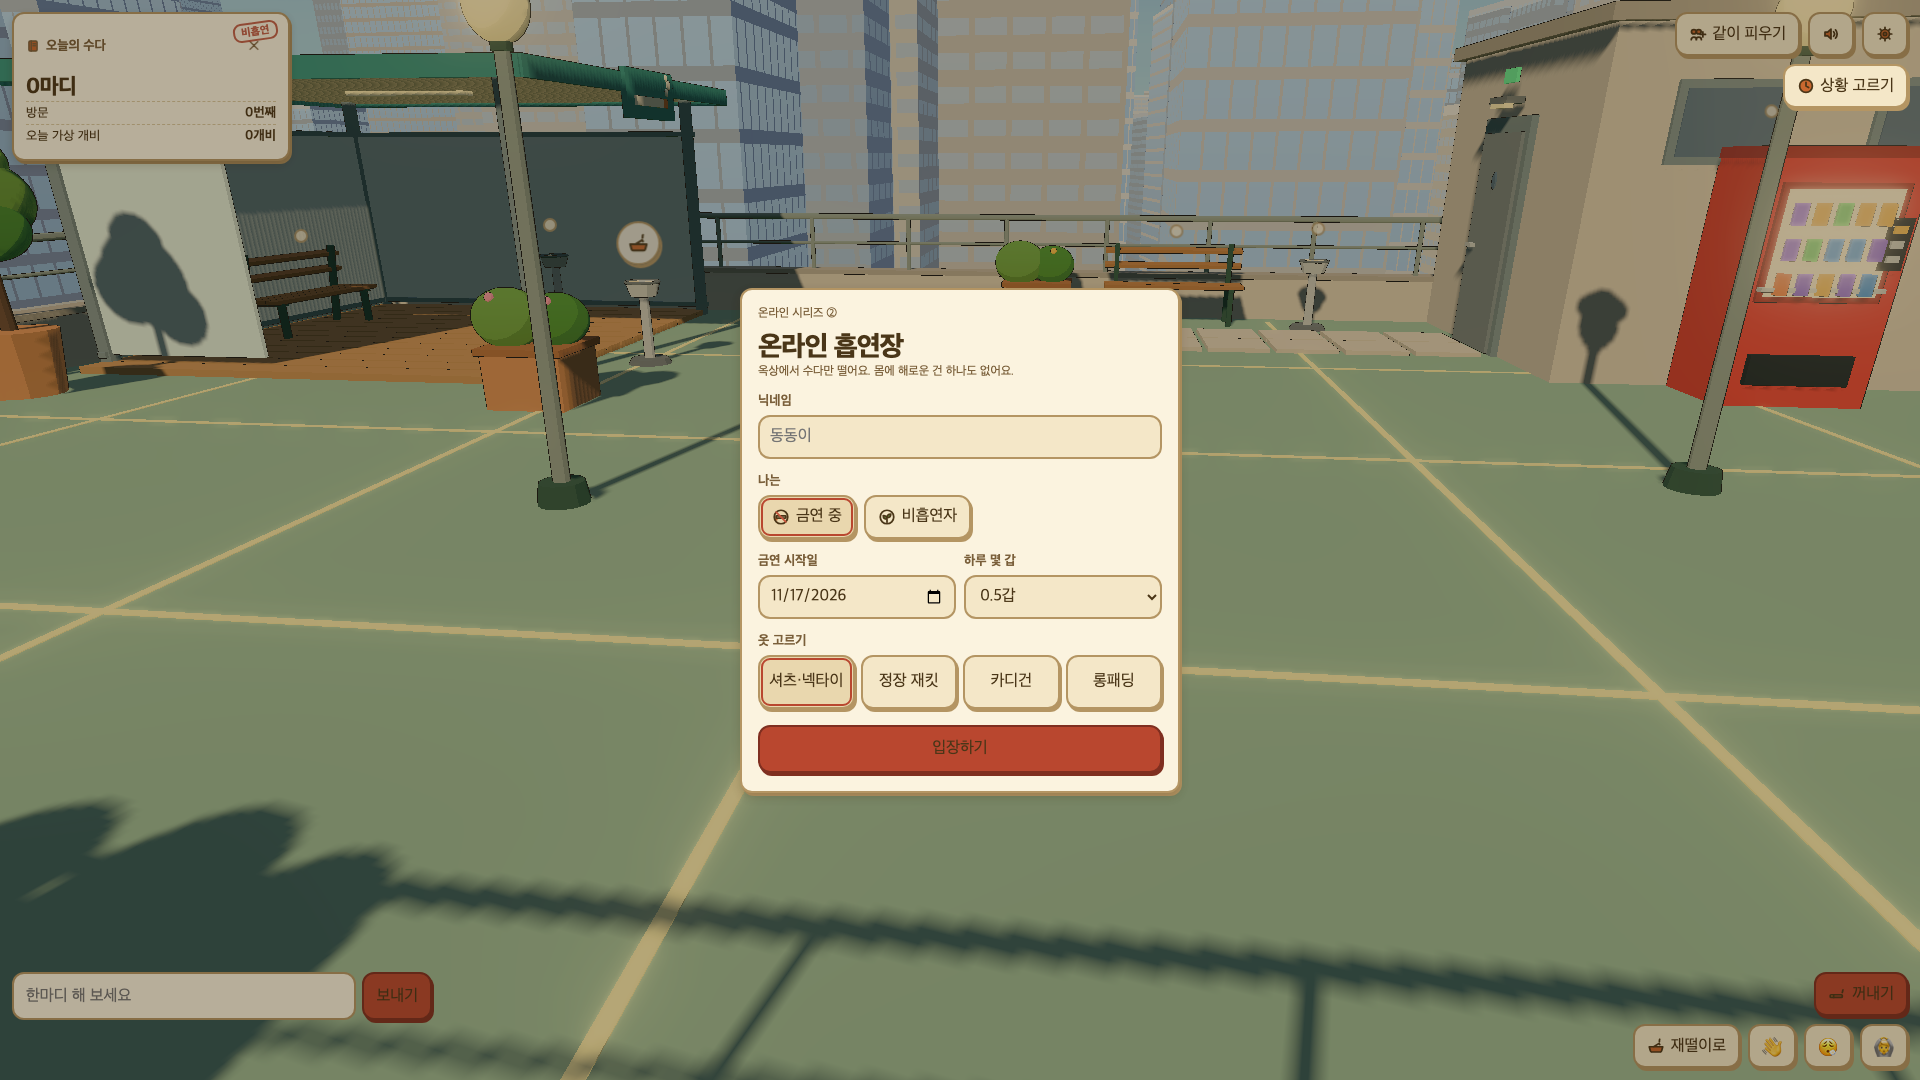 오늘의 수다
비흡연
0마디
방문 0번째
오늘 가상 개비 0개비
같이 피우기
상황 고르기
온라인 시리즈 ②
온라인 흡연장
옥상에서 수다만 떨어요. 몸에 해로운 건 하나도 없어요.
닉네임
동동이
나는
금연 중 비흡연자
금연 시작일 하루 몇 갑
11/17/2026 0.5갑
옷 고르기
셔츠·넥타이 정장 재킷 카디건 롱패딩
입장하기
한마디 해 보세요 보내기
꺼내기
재떨이로